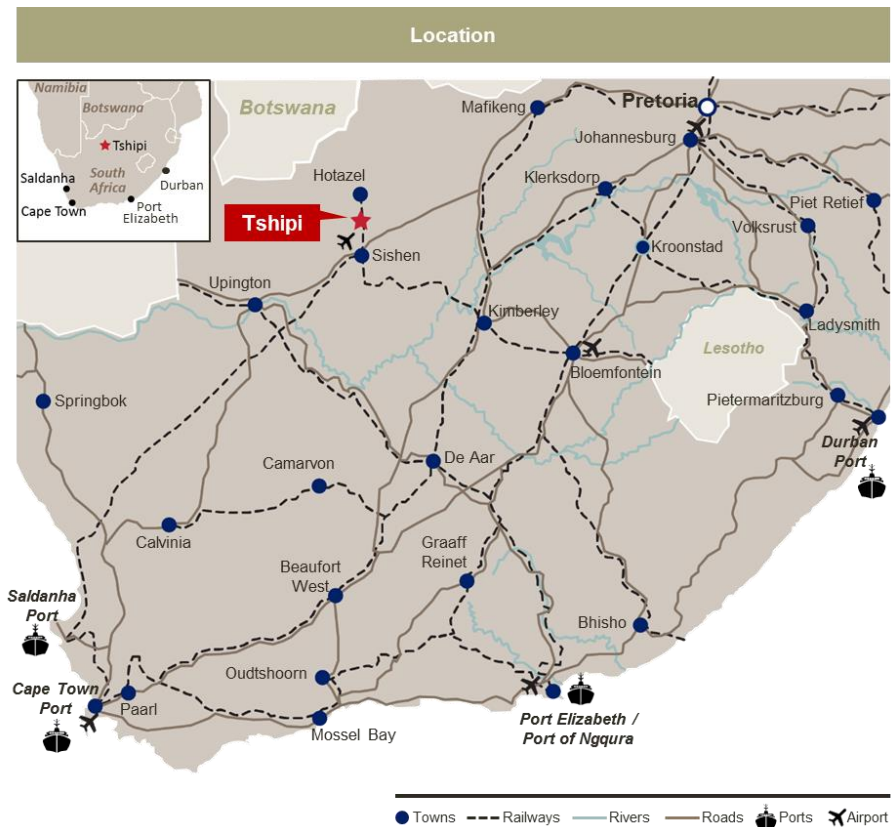 Location
Namibia
Botswana
Tshipi
South
Africa
Saldanha
Cape Town
Durban
Port
Elizabeth
Botswana
Mafikeng
Pretoria
Johannesburg
Hotazel
Klerksdorp
Piet Retief
Tshipi
Volksrust
Kroonstad
Sishen
Upington
Kimberley
Ladysmith
Lesotho
Bloemfontein
Springbok
Pietermaritzburg
Durban
Port
De Aar
Camarvon
Calvinia
Graaff
Reinet
Beaufort
West
Saldanha
Port
Bhisho
Oudtshoorn
Cape Town
Port
Paarl
Mossel Bay
Port Elizabeth /
Port of Ngqura
Towns Railways Rivers Roads Ports Airport